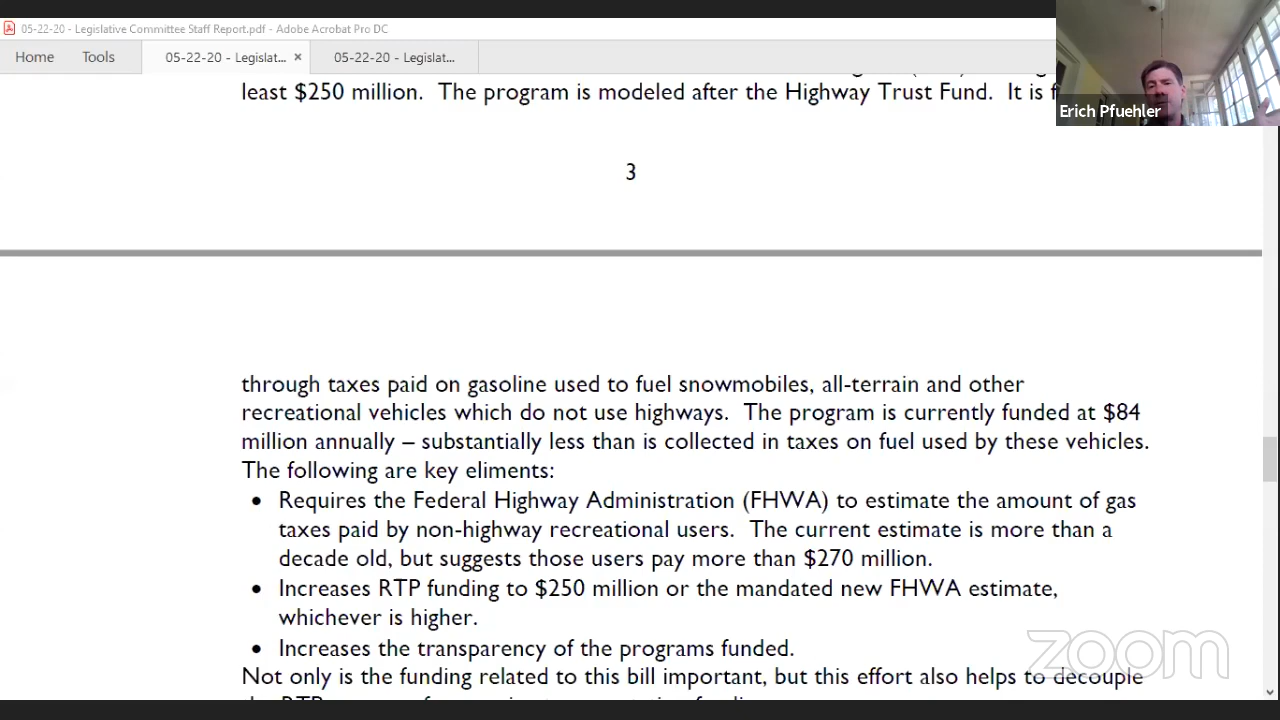 05-22-20 - Legislative Committee Staff Report.pdf - Adobe Acrobat Pro DC
Home Tools 05-22-20 - Legislat... × 05-22-20 - Legislat...
least $250 million. The program is modeled after the Highway Trust Fund. It is
Erich Pfuehler
3
through taxes paid on gasoline used to fuel snowmobiles, all-terrain and other
recreational vehicles which do not use highways. The program is currently funded at $84
million annually – substantially less than is collected in taxes on fuel used by these vehicles.
The following are key eliments:
• Requires the Federal Highway Administration (FHWA) to estimate the amount of gas
taxes paid by non-highway recreational users. The current estimate is more than a
decade old, but suggests those users pay more than $270 million.
• Increases RTP funding to $250 million or the mandated new FHWA estimate,
whichever is higher.
• Increases the transparency of the programs funded.
Not only is the funding related to this bill important, but this effort also helps to decouple
zoom